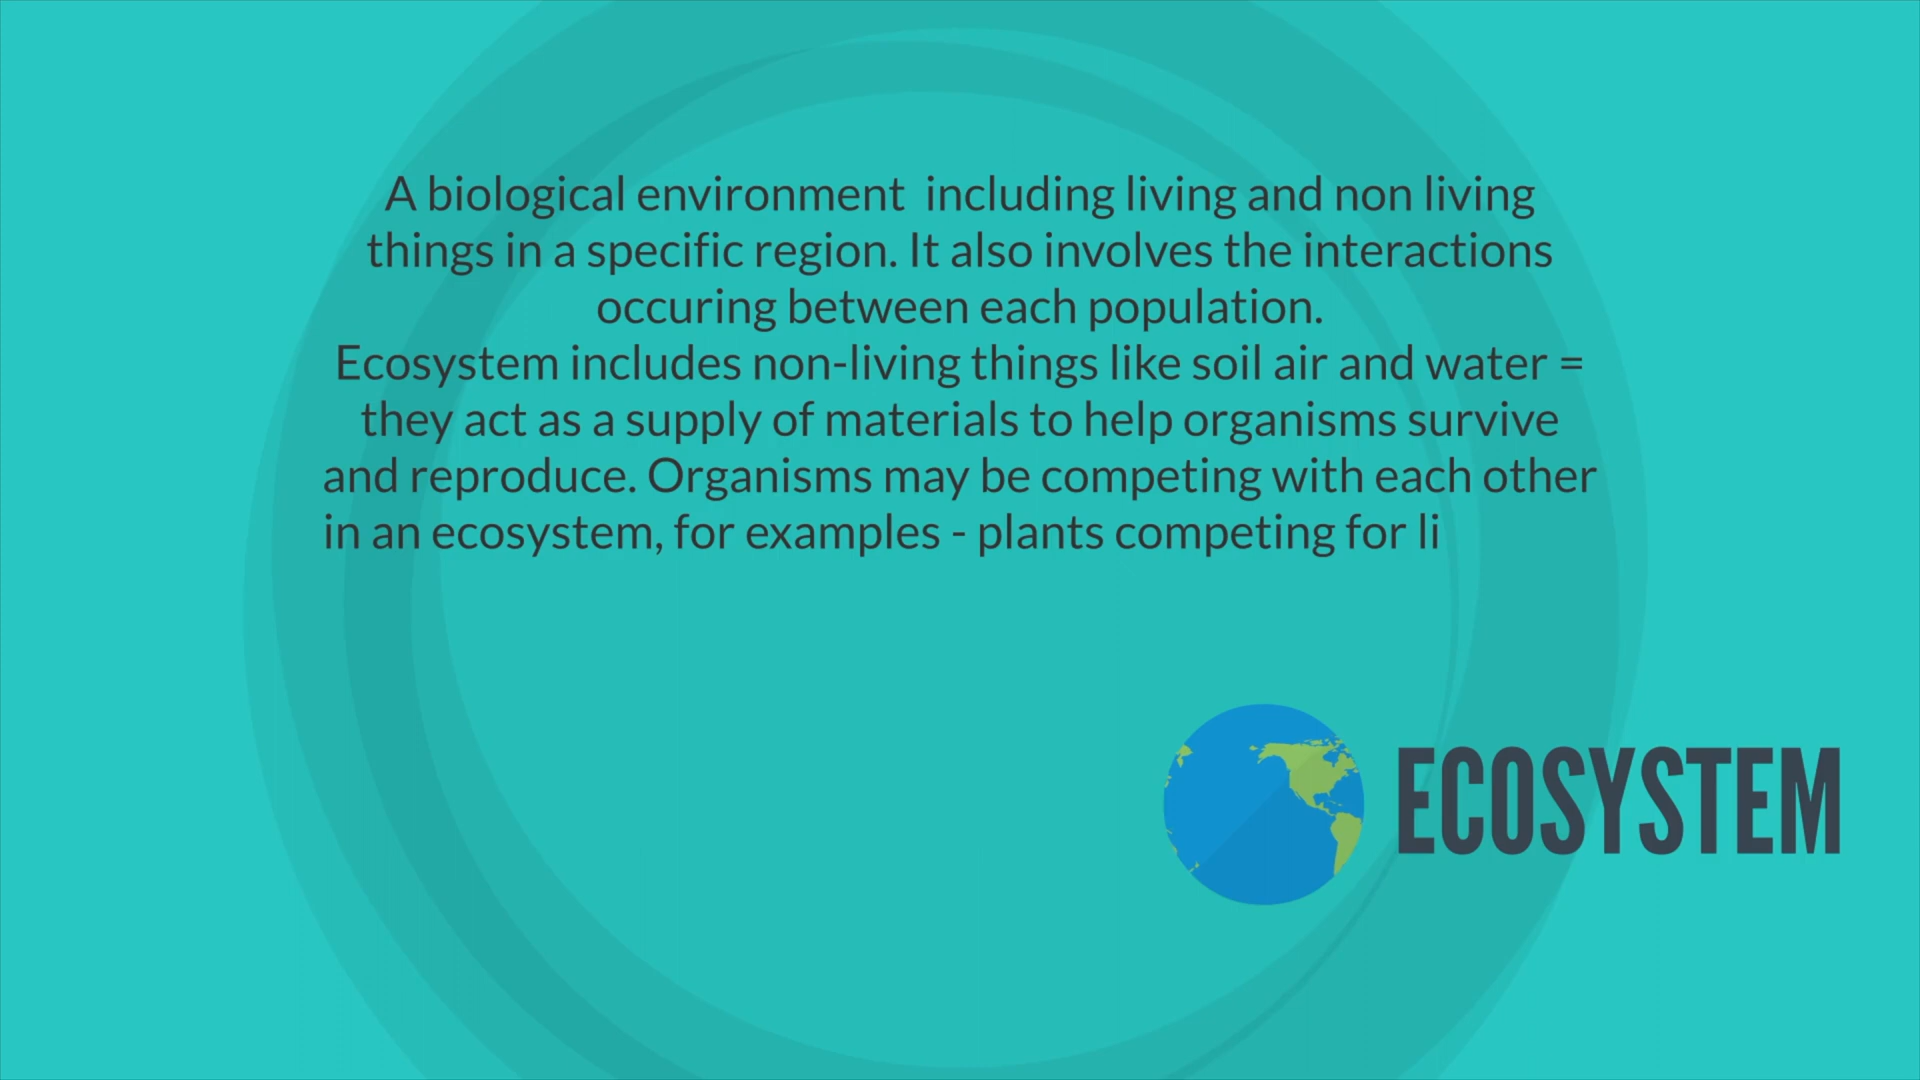 A biological environment  including living and non living
things in a specific region. It also involves the interactions
occuring between each population.
Ecosystem includes non-living things like soil air and water =
they act as a supply of materials to help organisms survive
and reproduce. Organisms may be competing with each other
in an ecosystem, for examples - plants competing for li
ECOSYSTEM